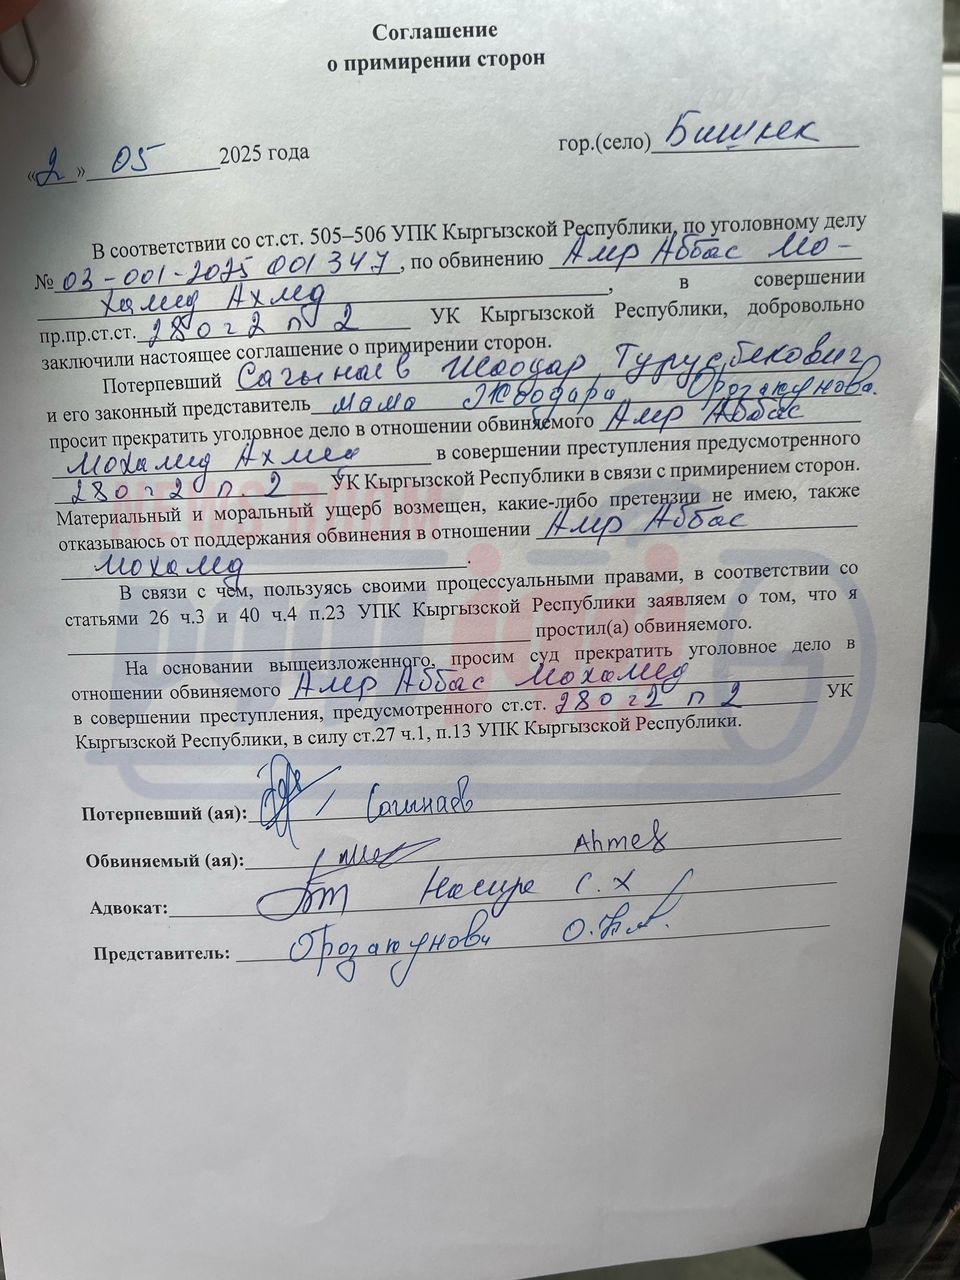 Соглашение
о примирении сторон
«2» 05 2025 года гор.(село) Бишкек
В соответствии со ст.ст. 505–506 УПК Кыргызской Республики, по уголовному делу
№ 03-001-2025 001347, по обвинению Амр Аббас Мо-
хамед Ахмед, в совершении
пр.пр.ст.ст. 280 ч 2 п 2 УК Кыргызской Республики, добровольно
заключили настоящее соглашение о примирении сторон.
Потерпевший Сагынаев Турусбекович
и его законный представитель мама Орозакунова.
просит прекратить уголовное дело в отношении обвиняемого Амр Аббас
Мохамед Ахмед в совершении преступления предусмотренного
280 ч 2 п. 2 УК Кыргызской Республики в связи с примирением сторон.
Материальный и моральный ущерб возмещен, какие-либо претензии не имею, также
отказываюсь от поддержания обвинения в отношении Амр Аббас
Мохамед.
В связи с чем, пользуясь своими процессуальными правами, в соответствии со
статьями 26 ч.3 и 40 ч.4 п.23 УПК Кыргызской Республики заявляем о том, что я
простил(а) обвиняемого.
На основании вышеизложенного, просим суд прекратить уголовное дело в
отношении обвиняемого Амр Аббас Мохамед
в совершении преступления, предусмотренного ст.ст. 280 ч 2 п 2 УК
Кыргызской Республики, в силу ст.27 ч.1, п.13 УПК Кыргызской Республики.
Потерпевший (ая): Сагынаев
Обвиняемый (ая): Ahmed
Адвокат: С.Х
Представитель: Орозакунова